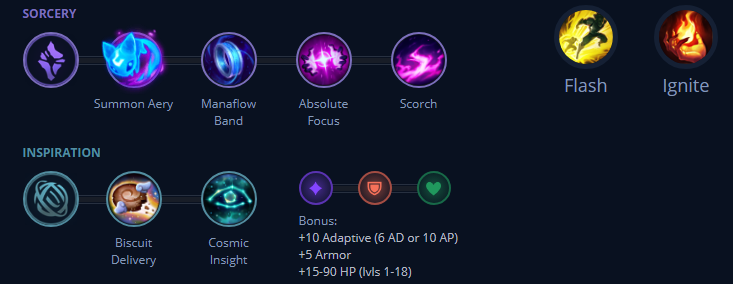 SORCERY
Summon Aery
Manaflow
Band
Absolute
Focus
Scorch
Flash
Ignite
INSPIRATION
Biscuit
Delivery
Cosmic
Insight
Bonus:
+10 Adaptive (6 AD or 10 AP)
+5 Armor
+15-90 HP (lvls 1-18)